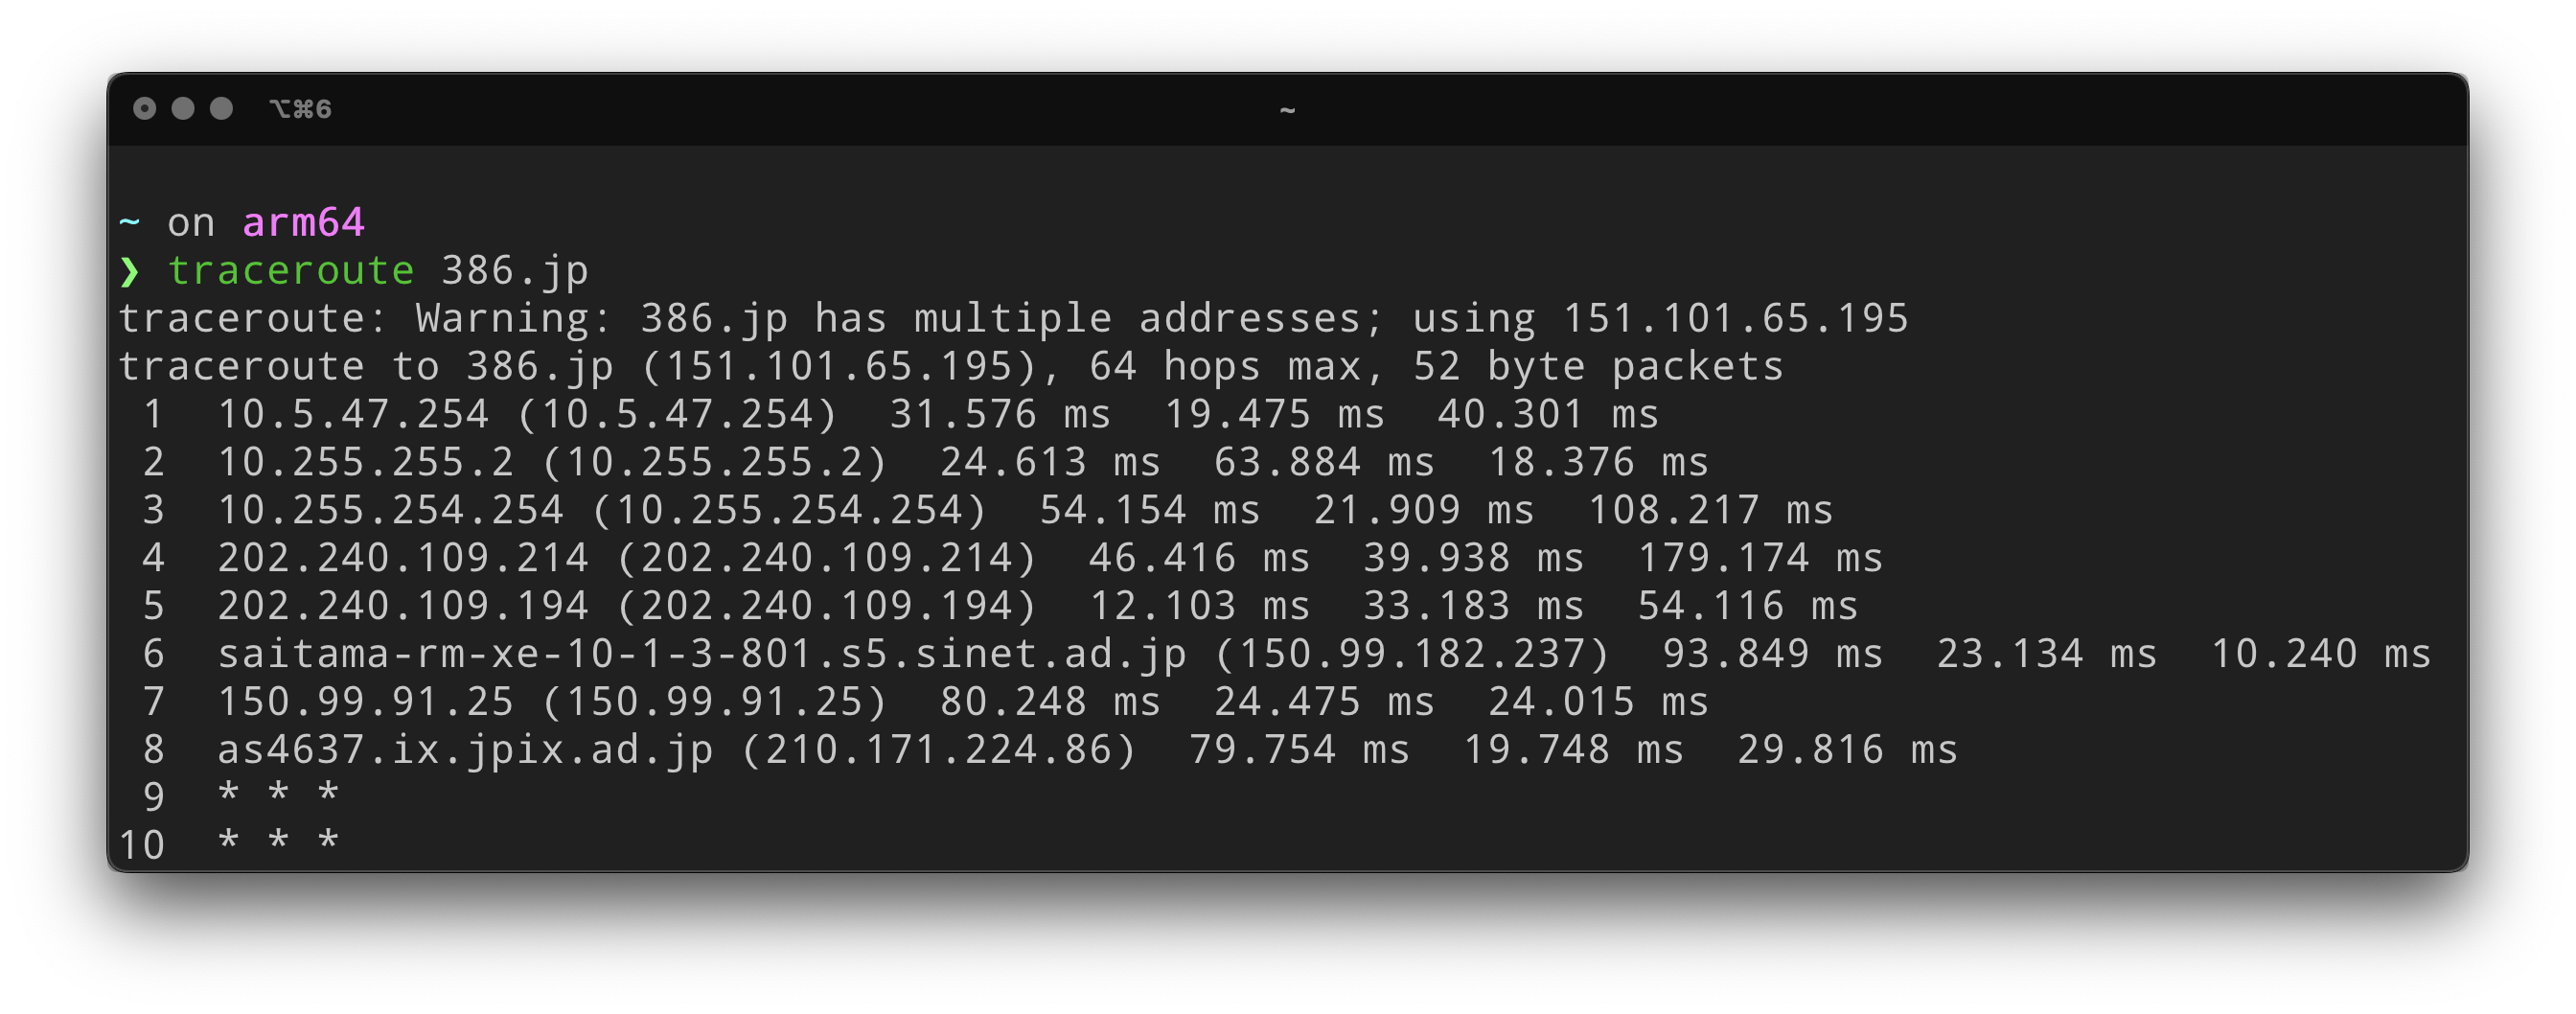 ⌥⌘6 ~
~ on arm64
❯ traceroute 386.jp
traceroute: Warning: 386.jp has multiple addresses; using 151.101.65.195
traceroute to 386.jp (151.101.65.195), 64 hops max, 52 byte packets
 1  10.5.47.254 (10.5.47.254)  31.576 ms  19.475 ms  40.301 ms
 2  10.255.255.2 (10.255.255.2)  24.613 ms  63.884 ms  18.376 ms
 3  10.255.254.254 (10.255.254.254)  54.154 ms  21.909 ms  108.217 ms
 4  202.240.109.214 (202.240.109.214)  46.416 ms  39.938 ms  179.174 ms
 5  202.240.109.194 (202.240.109.194)  12.103 ms  33.183 ms  54.116 ms
 6  saitama-rm-xe-10-1-3-801.s5.sinet.ad.jp (150.99.182.237)  93.849 ms  23.134 ms  10.240 ms
 7  150.99.91.25 (150.99.91.25)  80.248 ms  24.475 ms  24.015 ms
 8  as4637.ix.jpix.ad.jp (210.171.224.86)  79.754 ms  19.748 ms  29.816 ms
 9  * * *
10  * * *